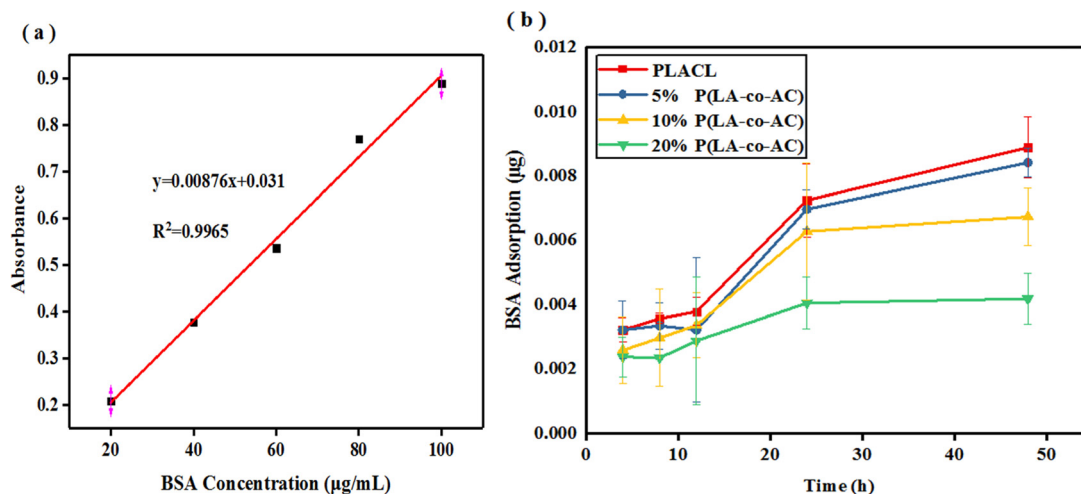 ( a )
Absorbance
0.9
0.8
0.7
0.6
0.5
0.4
0.3
0.2
y=0.00876x+0.031
R²=0.9965
20
40
60
80
100
BSA Concentration (µg/mL)
( b )
BSA Adsorption (µg)
0.012
0.010
0.008
0.006
0.004
0.002
0.000
PLACL
5% P(LA-co-AC)
10% P(LA-co-AC)
20% P(LA-co-AC)
0
10
20
30
40
50
Time (h)